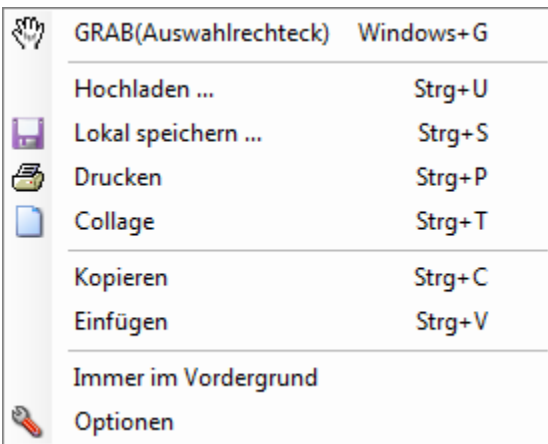 GRAB(Auswahlrechteck) Windows+G
Hochladen ... Strg+U
Lokal speichern ... Strg+S
Drucken Strg+P
Collage Strg+T
Kopieren Strg+C
Einfügen Strg+V
Immer im Vordergrund
Optionen